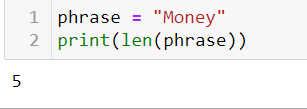 1 phrase = "Money"
2 print(len(phrase))
5